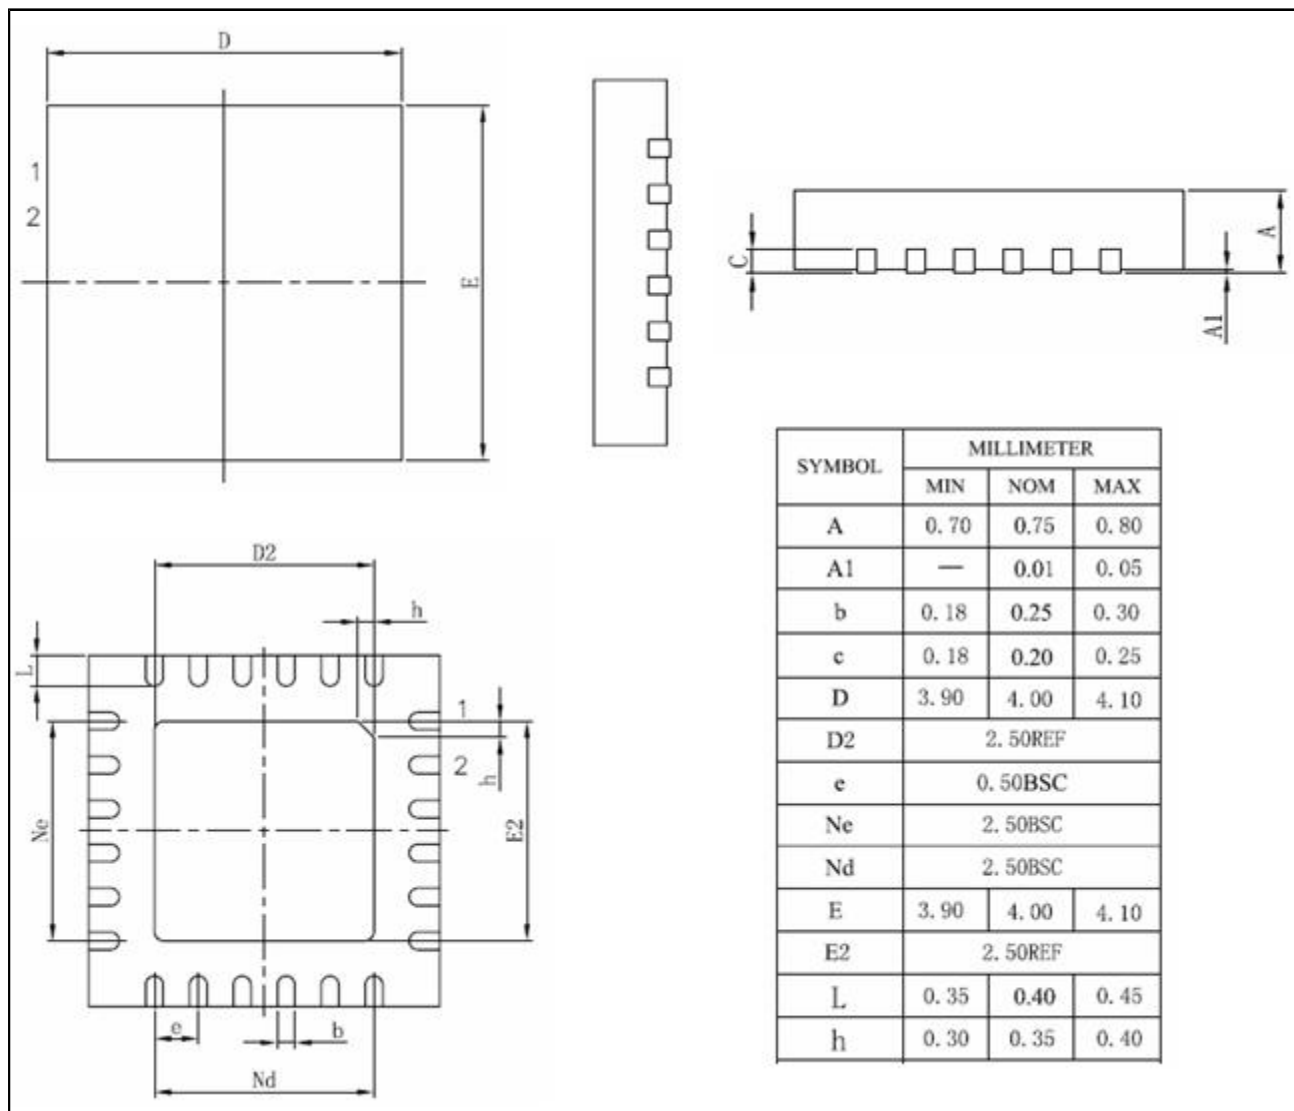 D
1
2
E
C
A
A1
D2
h
L
1
2
h
Ne
E2
e
b
Nd
SYMBOL MILLIMETER
MIN NOM MAX
A 0.70 0.75 0.80
A1 — 0.01 0.05
b 0.18 0.25 0.30
c 0.18 0.20 0.25
D 3.90 4.00 4.10
D2 2.50REF
e 0.50BSC
Ne 2.50BSC
Nd 2.50BSC
E 3.90 4.00 4.10
E2 2.50REF
L 0.35 0.40 0.45
h 0.30 0.35 0.40